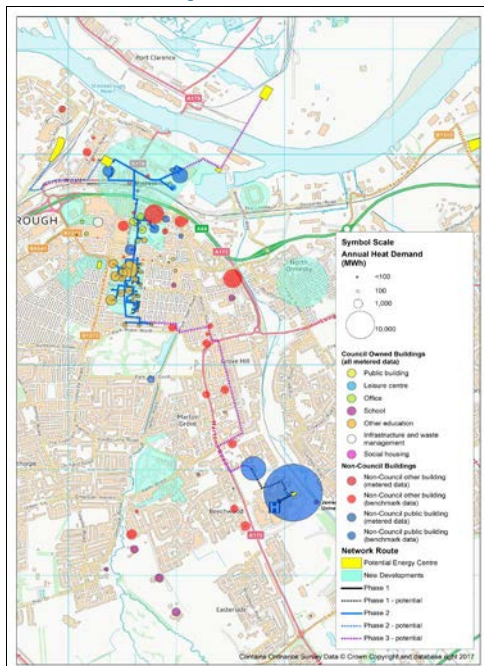 Port Clarence
A178
ROUGH
A66
A171
North Ormesby
Grove Hill
Marton Grove
Beechwood
A172
Easterside
Symbol Scale
Annual Heat Demand
(MWh)
<100
100
1,000
10,000
Council Owned Buildings
(all metered data)
Public building
Leisure centre
Office
School
Other education
Infrastructure and waste
management
Social housing
Non-Council Buildings
Non-Council other building
(metered data)
Non-Council other building
(benchmark data)
Non-Council public building
(metered data)
Non-Council public building
(benchmark data)
Network Route
Potential Energy Centre
New Developments
Phase 1
Phase 1 - potential
Phase 2
Phase 2 - potential
Phase 3 - potential
Contains Ordnance Survey Data © Crown Copyright and database right 2017